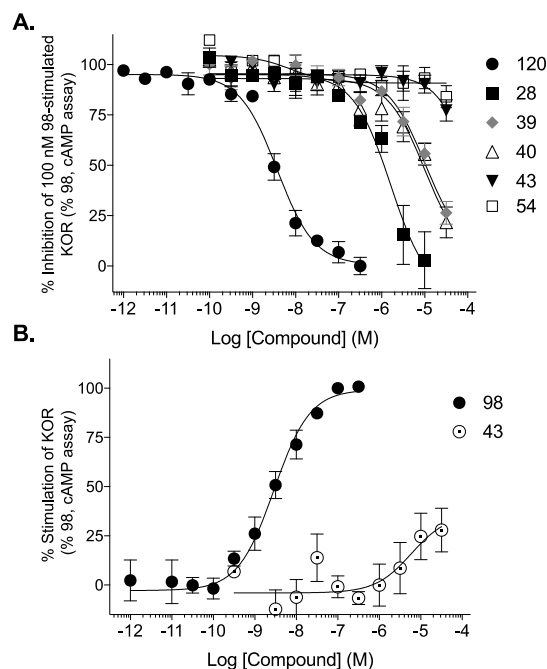 A.
% Inhibition of 100 nM 98-stimulated
KOR (% 98, cAMP assay)
100
75
50
25
0
-12 -11 -10 -9 -8 -7 -6 -5 -4
Log [Compound] (M)
120
28
39
40
43
54
B.
% Stimulation of KOR
(% 98, cAMP assay)
100
75
50
25
0
-12 -11 -10 -9 -8 -7 -6 -5 -4
Log [Compound] (M)
98
43